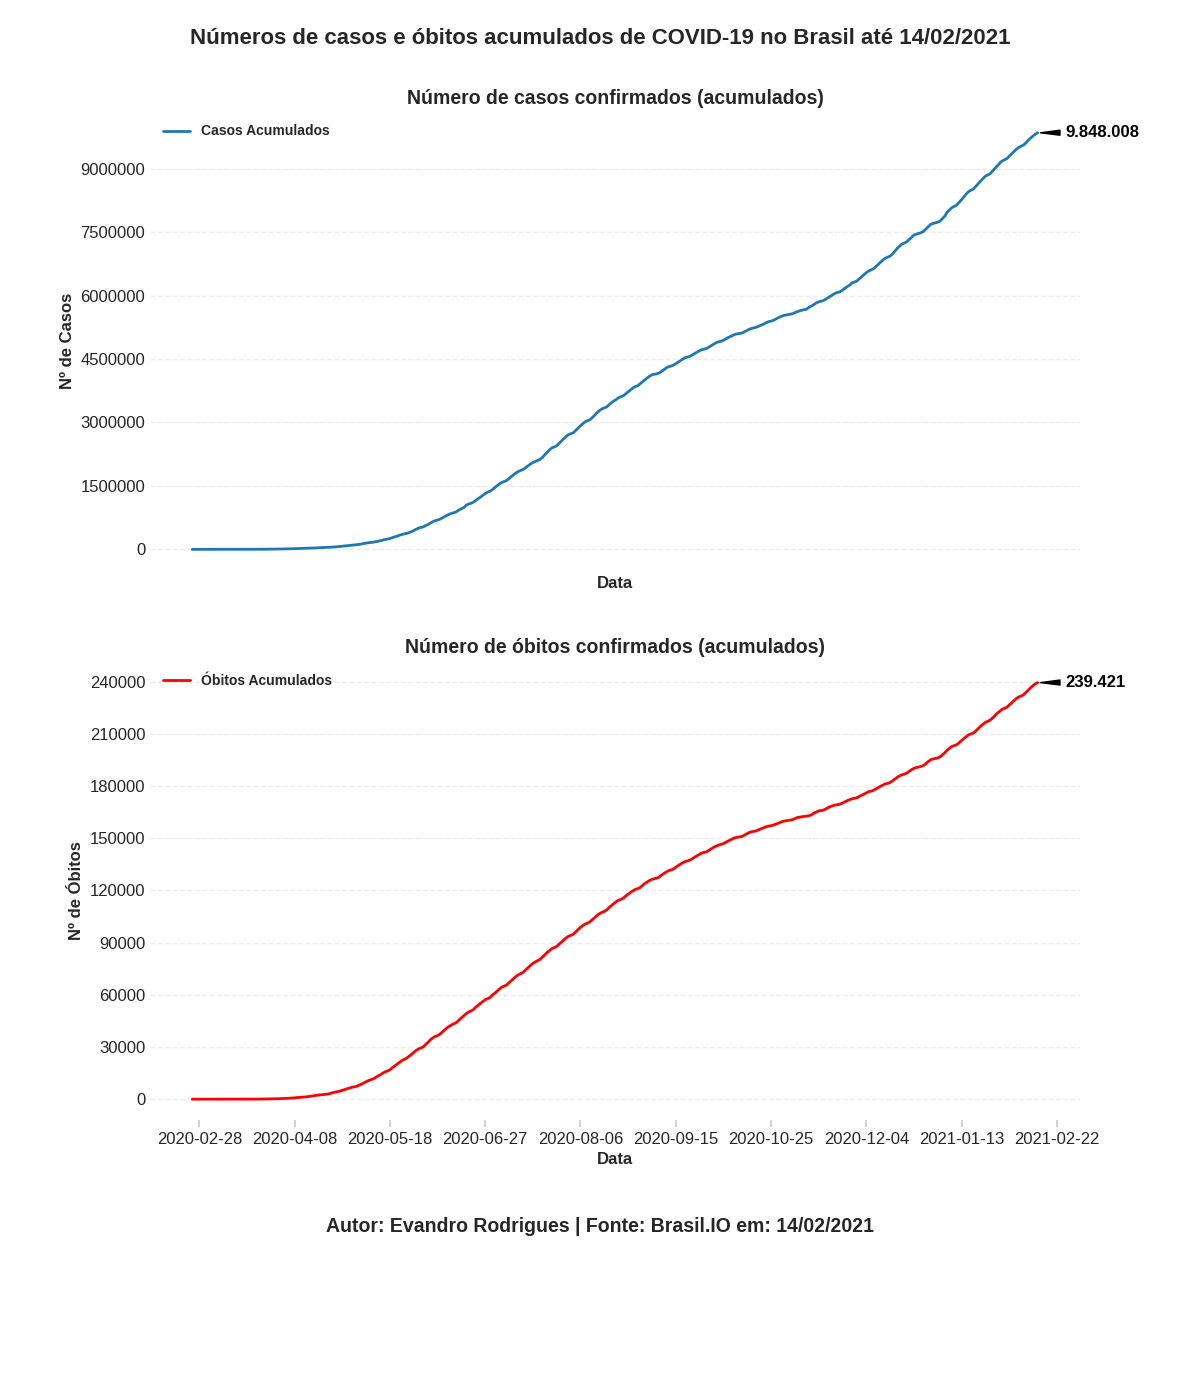 Números de casos e óbitos acumulados de COVID-19 no Brasil até 14/02/2021
Número de casos confirmados (acumulados)
Casos Acumulados
9.848.008
9000000
7500000
6000000
4500000
3000000
1500000
0
Nº de Casos
Data
Número de óbitos confirmados (acumulados)
Óbitos Acumulados
239.421
240000
210000
180000
150000
120000
90000
60000
30000
0
Nº de Óbitos
2020-02-28 2020-04-08 2020-05-18 2020-06-27 2020-08-06 2020-09-15 2020-10-25 2020-12-04 2021-01-13 2021-02-22
Data
Autor: Evandro Rodrigues | Fonte: Brasil.IO em: 14/02/2021